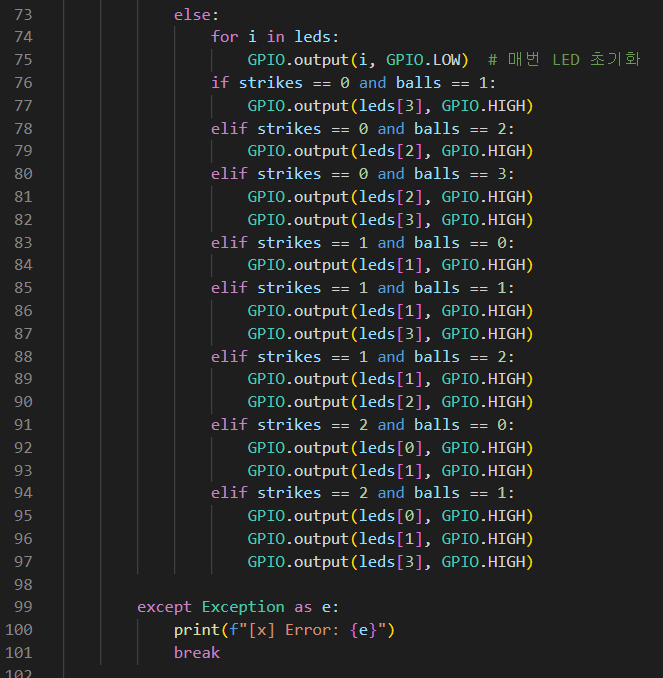 73 else:
74 for i in leds:
75 GPIO.output(i, GPIO.LOW)  # 매번 LED 초기화
76 if strikes == 0 and balls == 1:
77 GPIO.output(leds[3], GPIO.HIGH)
78 elif strikes == 0 and balls == 2:
79 GPIO.output(leds[2], GPIO.HIGH)
80 elif strikes == 0 and balls == 3:
81 GPIO.output(leds[2], GPIO.HIGH)
82 GPIO.output(leds[3], GPIO.HIGH)
83 elif strikes == 1 and balls == 0:
84 GPIO.output(leds[1], GPIO.HIGH)
85 elif strikes == 1 and balls == 1:
86 GPIO.output(leds[1], GPIO.HIGH)
87 GPIO.output(leds[3], GPIO.HIGH)
88 elif strikes == 1 and balls == 2:
89 GPIO.output(leds[1], GPIO.HIGH)
90 GPIO.output(leds[2], GPIO.HIGH)
91 elif strikes == 2 and balls == 0:
92 GPIO.output(leds[0], GPIO.HIGH)
93 GPIO.output(leds[1], GPIO.HIGH)
94 elif strikes == 2 and balls == 1:
95 GPIO.output(leds[0], GPIO.HIGH)
96 GPIO.output(leds[1], GPIO.HIGH)
97 GPIO.output(leds[3], GPIO.HIGH)
98
99 except Exception as e:
100 print(f"[x] Error: {e}")
101 break
102